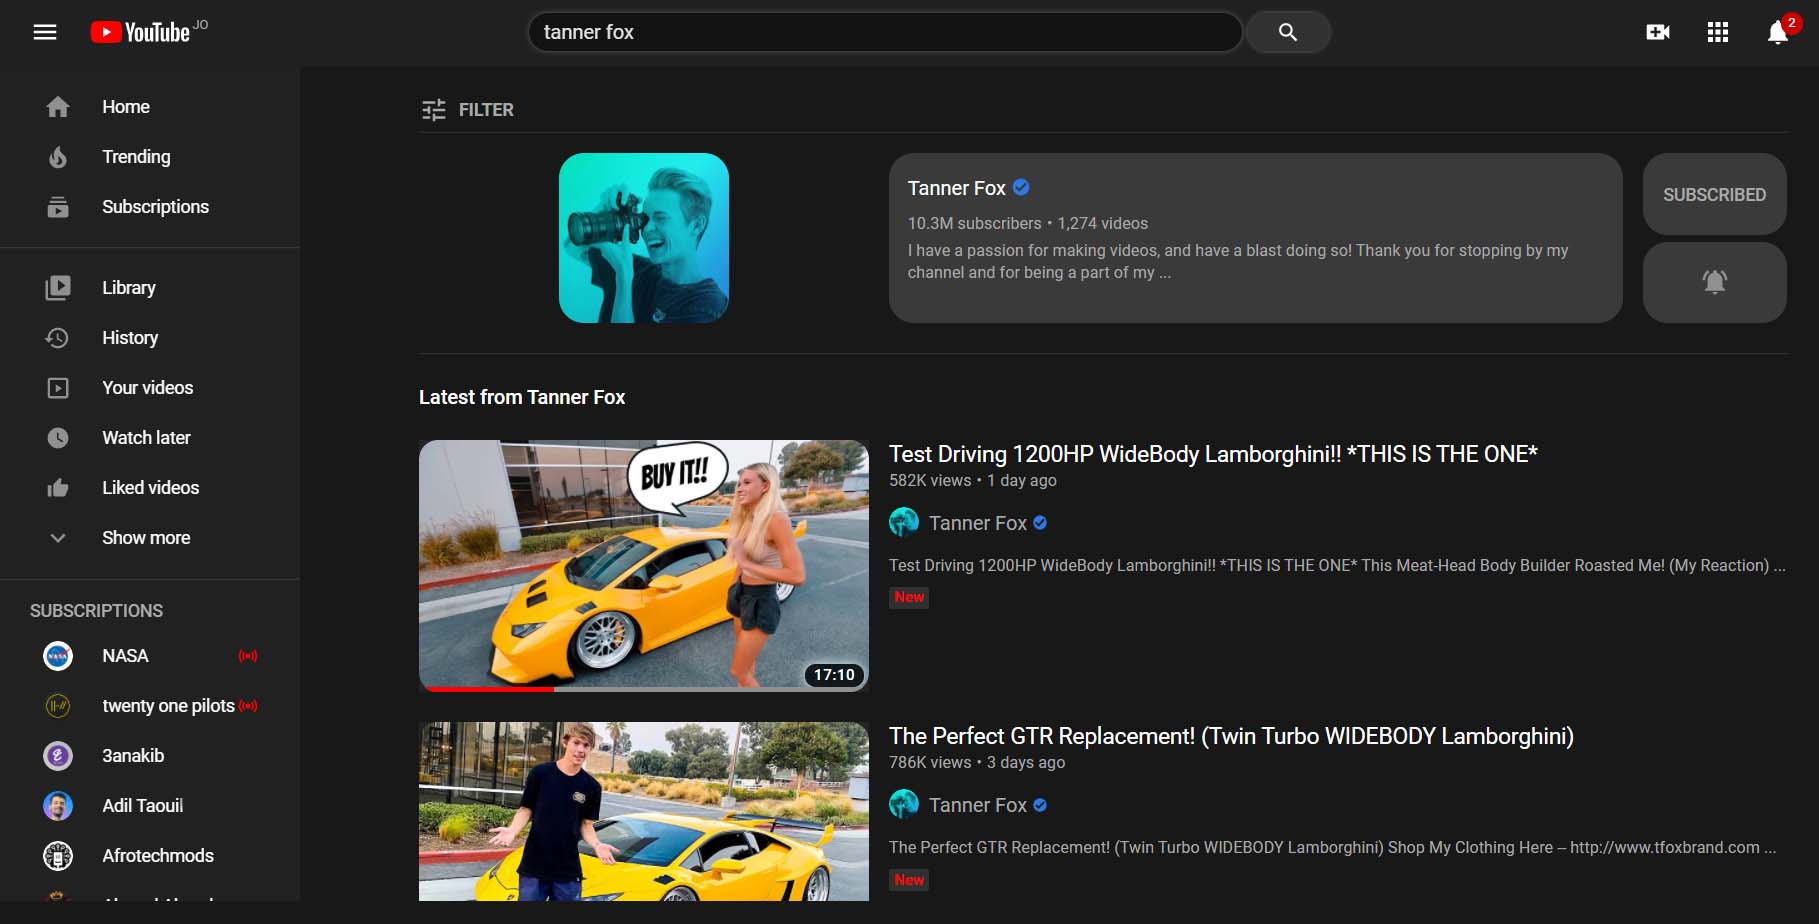 YouTube JO
tanner fox
2
Home
Trending
Subscriptions
Library
History
Your videos
Watch later
Liked videos
Show more
SUBSCRIPTIONS
NASA
twenty one pilots
3anakib
Adil Taouil
Afrotechmods
FILTER
Tanner Fox
10.3M subscribers • 1,274 videos
I have a passion for making videos, and have a blast doing so! Thank you for stopping by my
channel and for being a part of my ...
SUBSCRIBED
Latest from Tanner Fox
BUY IT!!
17:10
Test Driving 1200HP WideBody Lamborghini!! *THIS IS THE ONE*
582K views • 1 day ago
Tanner Fox
Test Driving 1200HP WideBody Lamborghini!! *THIS IS THE ONE* This Meat-Head Body Builder Roasted Me! (My Reaction) ...
New
The Perfect GTR Replacement! (Twin Turbo WIDEBODY Lamborghini)
786K views • 3 days ago
Tanner Fox
The Perfect GTR Replacement! (Twin Turbo WIDEBODY Lamborghini) Shop My Clothing Here – http://www.tfoxbrand.com ...
New